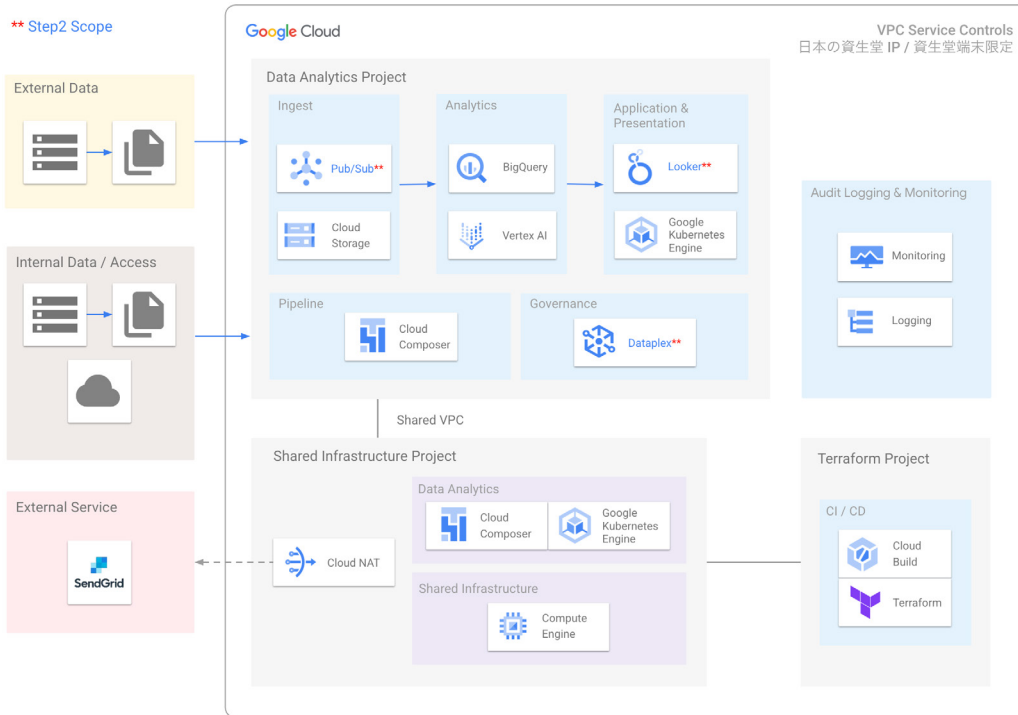 ** Step2 Scope
Google Cloud
VPC Service Controls
日本の資生堂 IP / 資生堂端末限定
External Data
Data Analytics Project
Ingest
Pub/Sub**
Cloud
Storage
Analytics
BigQuery
Vertex AI
Application &
Presentation
Looker**
Google
Kubernetes
Engine
Audit Logging & Monitoring
Monitoring
Logging
Internal Data / Access
Pipeline
Cloud
Composer
Governance
Dataplex**
Shared VPC
Shared Infrastructure Project
Data Analytics
Cloud
Composer
Google
Kubernetes
Engine
Cloud NAT
Shared Infrastructure
Compute
Engine
Terraform Project
CI / CD
Cloud
Build
Terraform
External Service
SendGrid